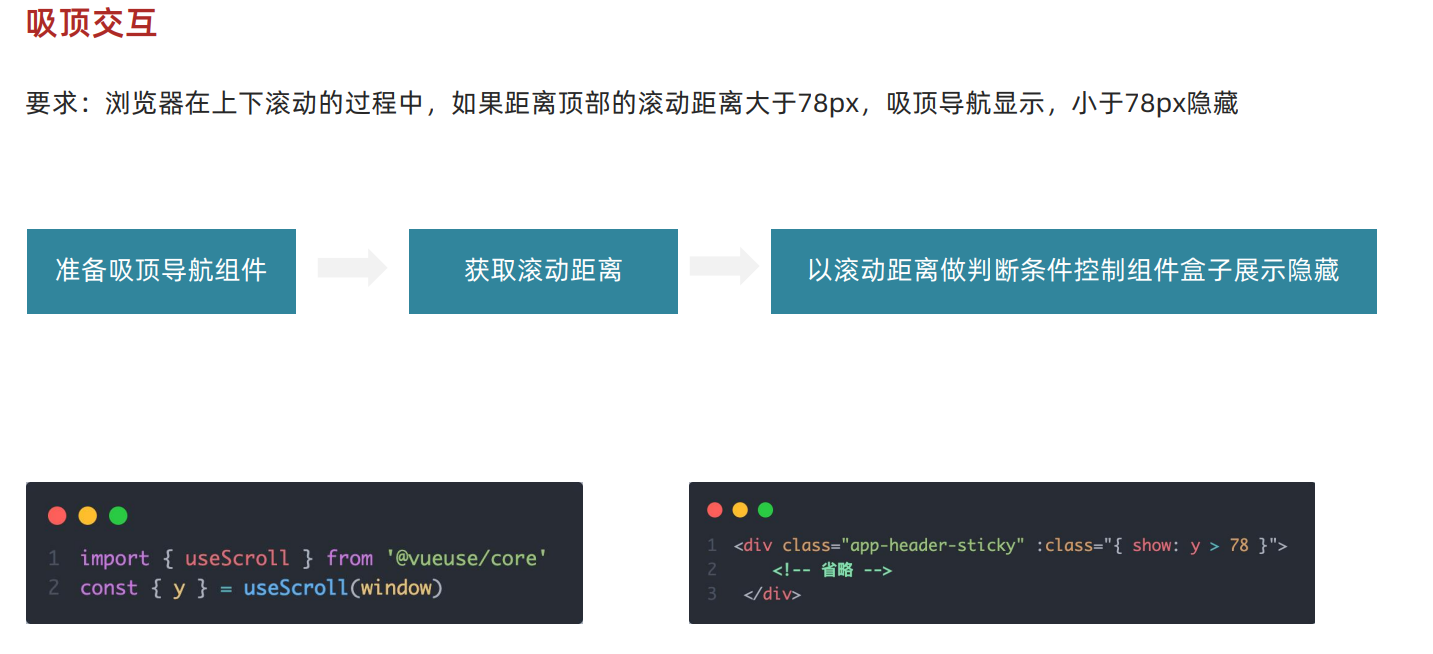 吸顶交互
要求：浏览器在上下滚动的过程中，如果距离顶部的滚动距离大于78px，吸顶导航显示，小于78px隐藏
准备吸顶导航组件
获取滚动距离
以滚动距离做判断条件控制组件盒子展示隐藏
1 import { useScroll } from '@vueuse/core'
2 const { y } = useScroll(window)
1 <div class="app-header-sticky" :class="{ show: y > 78 }">
2 <!-- 省略 -->
3 </div>